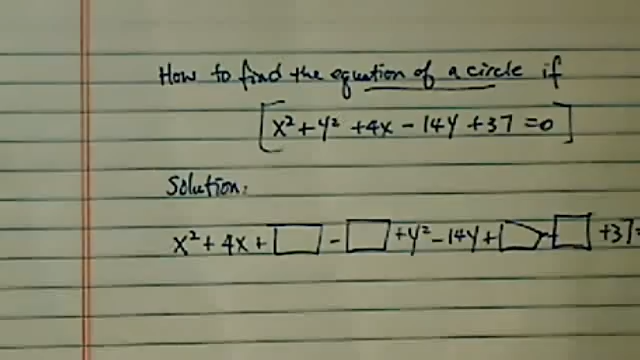 How to find the equation of a circle if
[x² + y² + 4x - 14y + 37 = 0]
Solution:
x² + 4x + □ - □ + y² - 14y + □ - □ + 37 =